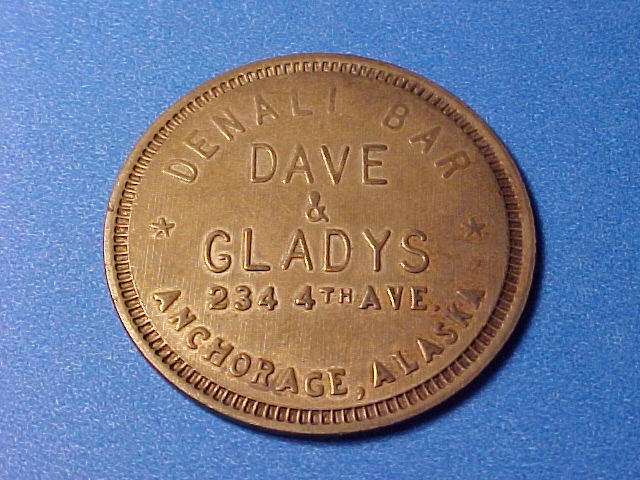 DENALI BAR
DAVE
&
GLADYS
234 4TH AVE.
ANCHORAGE, ALASKA